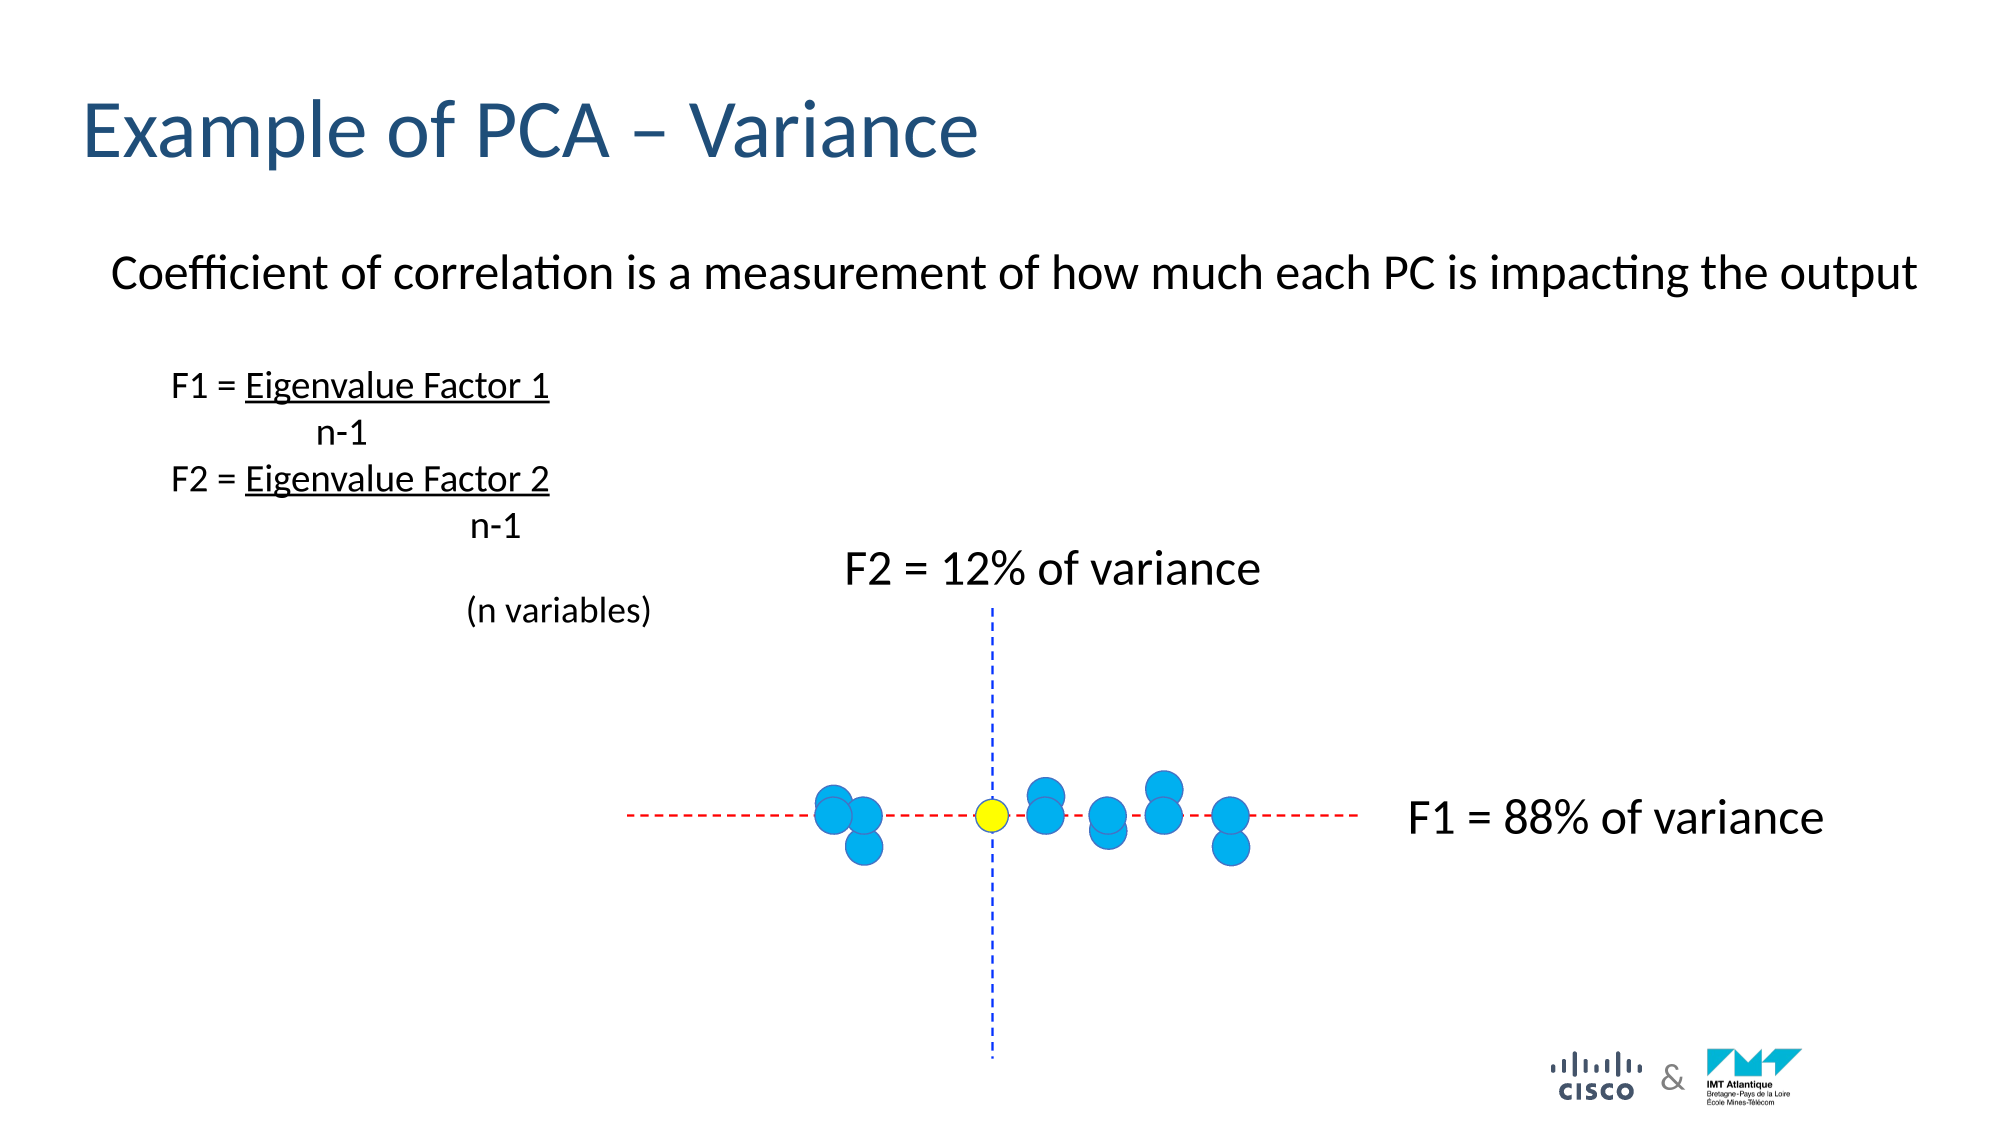 Example of PCA – Variance
Coefficient of correlation is a measurement of how much each PC is impacting the output
F1 = Eigenvalue Factor 1
n-1
F2 = Eigenvalue Factor 2
n-1
(n variables)
F2 = 12% of variance
F1 = 88% of variance
CISCO & IMT Atlantique
Bretagne-Pays de la Loire
École Mines-Télécom